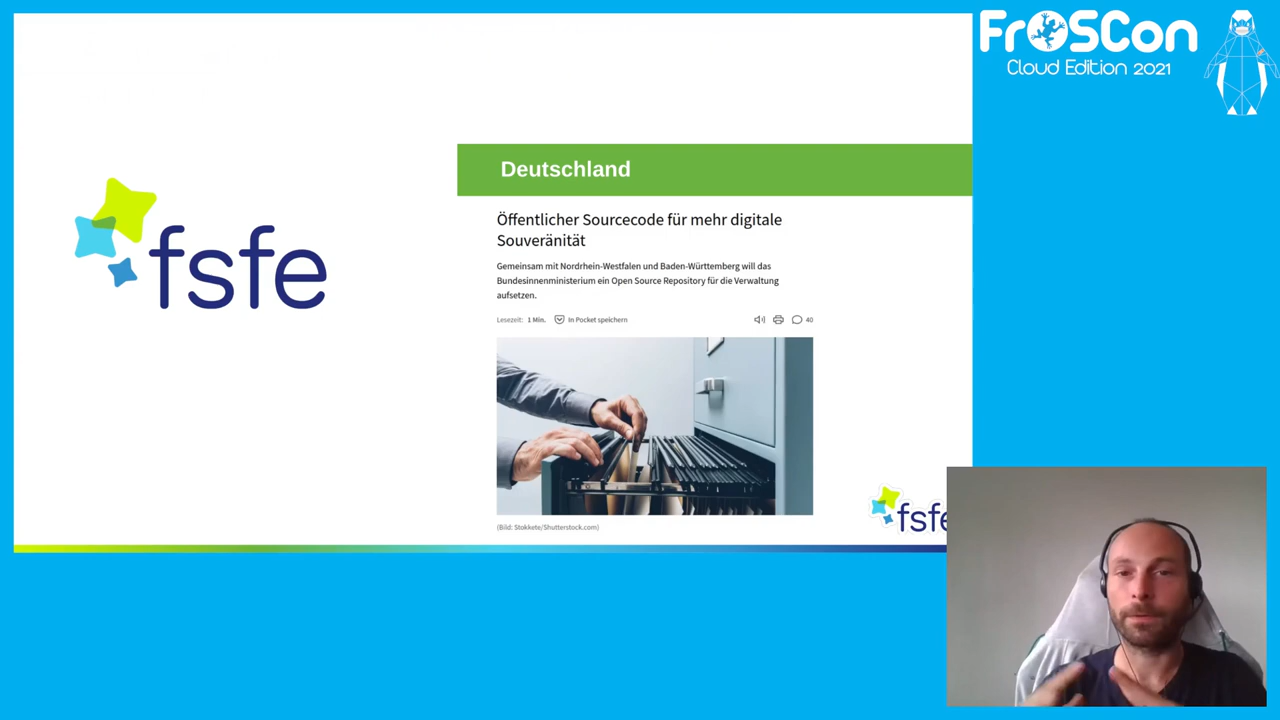 FrOSCon
Cloud Edition 2021
fsfe
Deutschland
Öffentlicher Sourcecode für mehr digitale
Souveränität
Gemeinsam mit Nordrhein-Westfalen und Baden-Württemberg will das
Bundesinnenministerium ein Open Source Repository für die Verwaltung
aufsetzen.
Lesezeit: 1 Min. In Pocket speichern 40
(Bild: Stokkete/Shutterstock.com)
fsfe